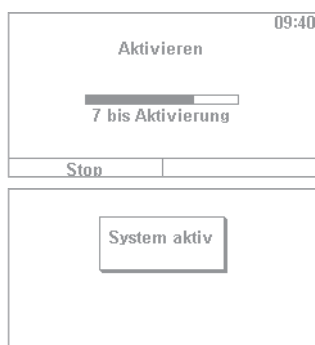 09:40
Aktivieren
7 bis Aktivierung
Stop
System aktiv